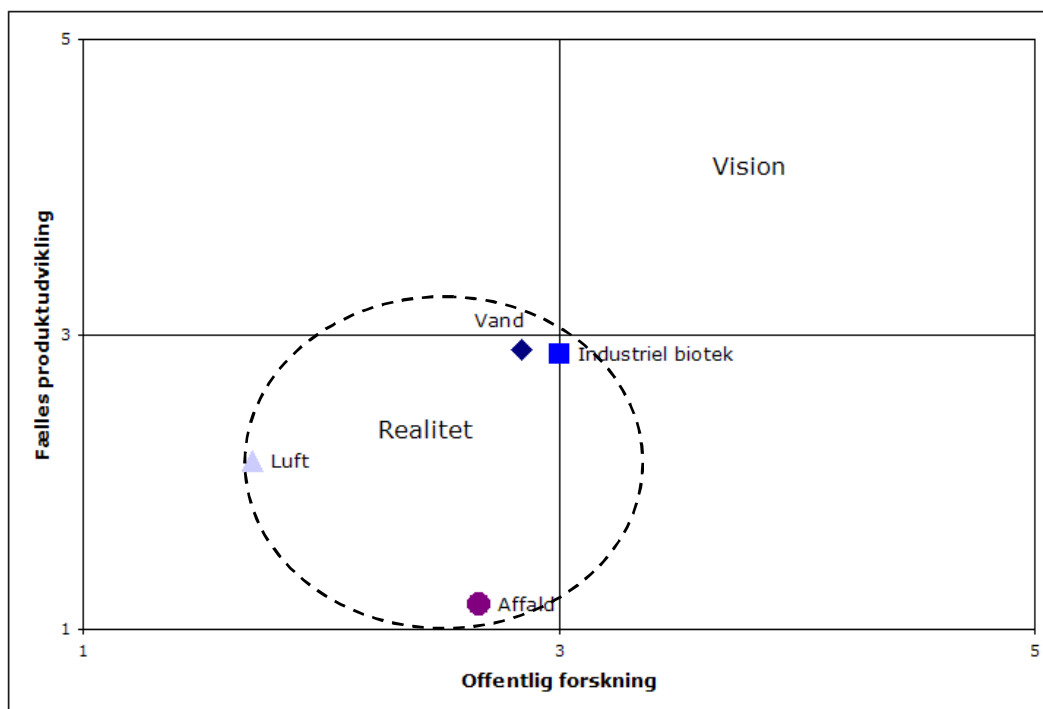 5
Vision
Fælles produktudvikling
Vand
3
Industriel biotek
Realitet
Luft
Affald
1
1
3
5
Offentlig forskning